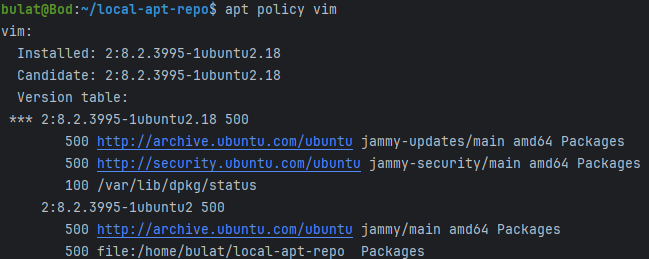 bulat@Bod:~/local-apt-repo$ apt policy vim
vim:
  Installed: 2:8.2.3995-1ubuntu2.18
  Candidate: 2:8.2.3995-1ubuntu2.18
  Version table:
 *** 2:8.2.3995-1ubuntu2.18 500
        500 http://archive.ubuntu.com/ubuntu jammy-updates/main amd64 Packages
        500 http://security.ubuntu.com/ubuntu jammy-security/main amd64 Packages
        100 /var/lib/dpkg/status
     2:8.2.3995-1ubuntu2 500
        500 http://archive.ubuntu.com/ubuntu jammy/main amd64 Packages
        500 file:/home/bulat/local-apt-repo  Packages